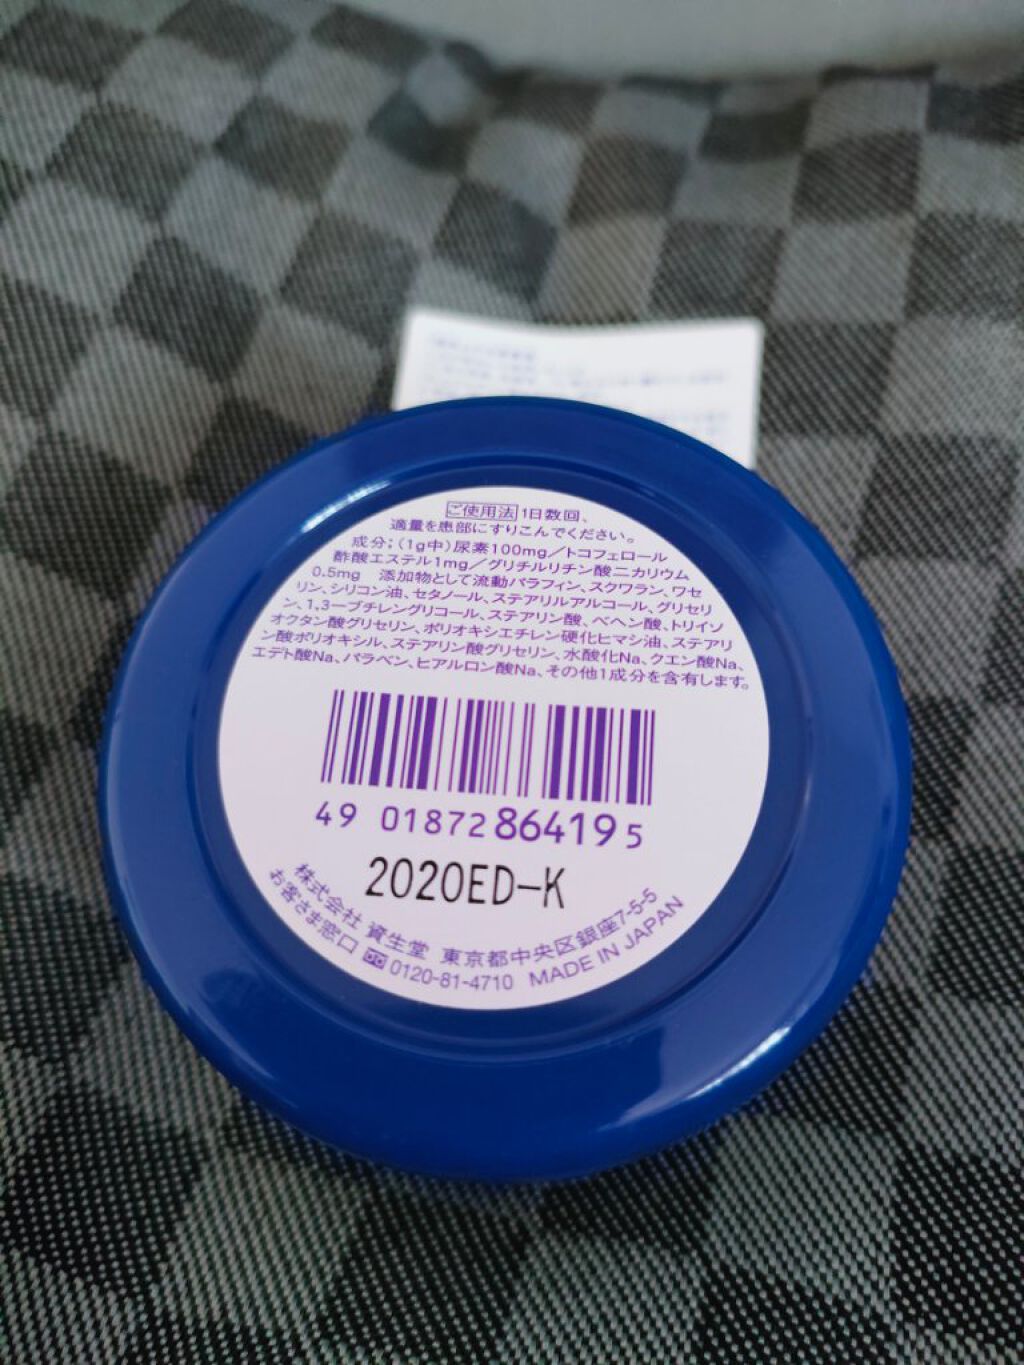 ご使用法 1日数回、
適量を患部にすりこんでください。
成分；(1g中)尿素100mg／トコフェロール
酢酸エステル1mg／グリチルリチン酸二カリウム
0.5mg 添加物として流動パラフィン、スクワラン、ワセ
リン、シリコン油、セタノール、ステアリルアルコール、グリセリ
ン、1,3ーブチレングリコール、ステアリン酸、ベヘン酸、トリイソ
オクタン酸グリセリン、ポリオキシエチレン硬化ヒマシ油、ステアリ
ン酸ポリオキシル、ステアリン酸グリセリン、水酸化Na、クエン酸Na、
エデト酸Na、パラベン、ヒアルロン酸Na、その他1成分を含有します。
49 01872 86419 5
2020ED-K
株式会社 資生堂 東京都中央区銀座7-5-5
お客さま窓口 0120-81-4710 MADE IN JAPAN